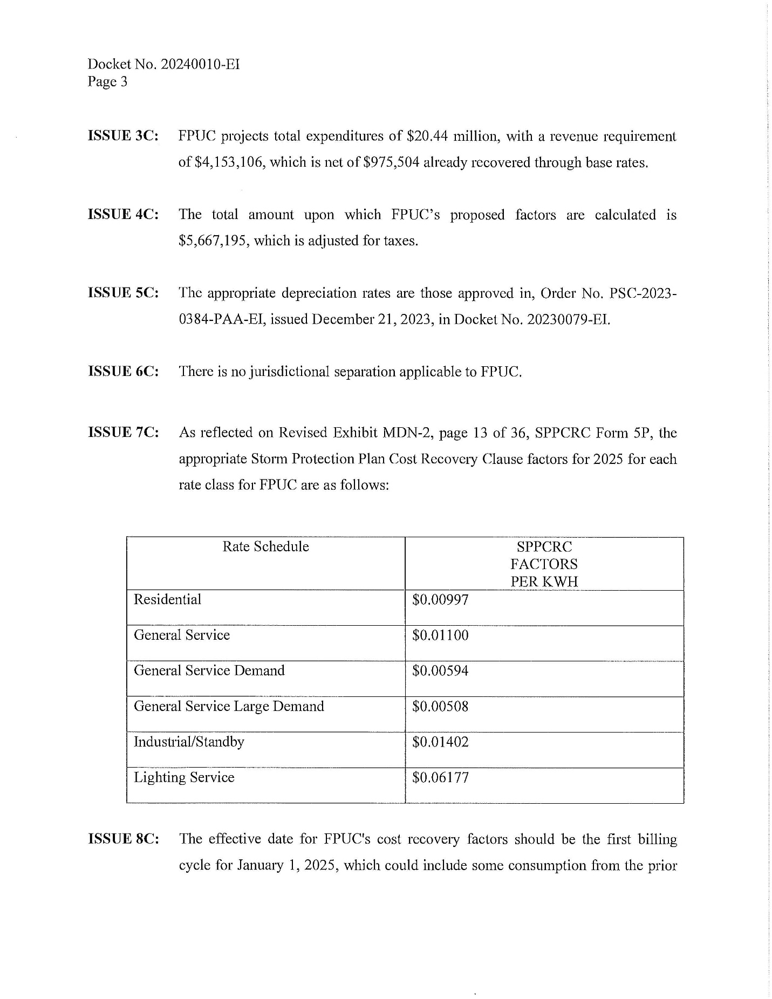 Docket No. 20240010-EI
Page 3
ISSUE 3C: FPUC projects total expenditures of $20.44 million, with a revenue requirement
of $4,153,106, which is net of $975,504 already recovered through base rates.
ISSUE 4C: The total amount upon which FPUC's proposed factors are calculated is
$5,667,195, which is adjusted for taxes.
ISSUE 5C: The appropriate depreciation rates are those approved in, Order No. PSC-2023-
0384-PAA-EI, issued December 21, 2023, in Docket No. 20230079-EI.
ISSUE 6C: There is no jurisdictional separation applicable to FPUC.
ISSUE 7C: As reflected on Revised Exhibit MDN-2, page 13 of 36, SPPCRC Form 5P, the
appropriate Storm Protection Plan Cost Recovery Clause factors for 2025 for each
rate class for FPUC are as follows:
Rate Schedule SPPCRC
FACTORS
PER KWH
Residential $0.00997
General Service $0.01100
General Service Demand $0.00594
General Service Large Demand $0.00508
Industrial/Standby $0.01402
Lighting Service $0.06177
ISSUE 8C: The effective date for FPUC's cost recovery factors should be the first billing
cycle for January 1, 2025, which could include some consumption from the prior